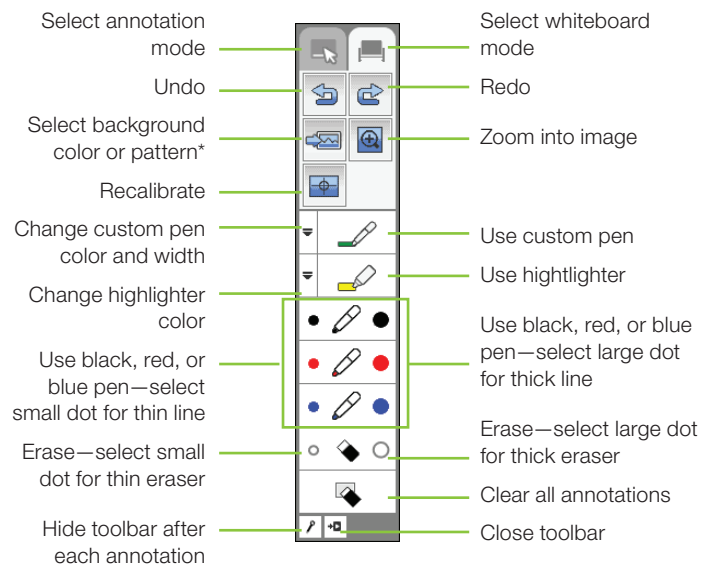 Select annotation
mode
Undo
Select background
color or pattern*
Recalibrate
Change custom pen
color and width
Change highlighter
color
Use black, red, or
blue pen—select
small dot for thin line
Erase—select small
dot for thin eraser
Hide toolbar after
each annotation
Select whiteboard
mode
Redo
Zoom into image
Use custom pen
Use hightlighter
Use black, red, or blue
pen—select large dot
for thick line
Erase—select large dot
for thick eraser
Clear all annotations
Close toolbar